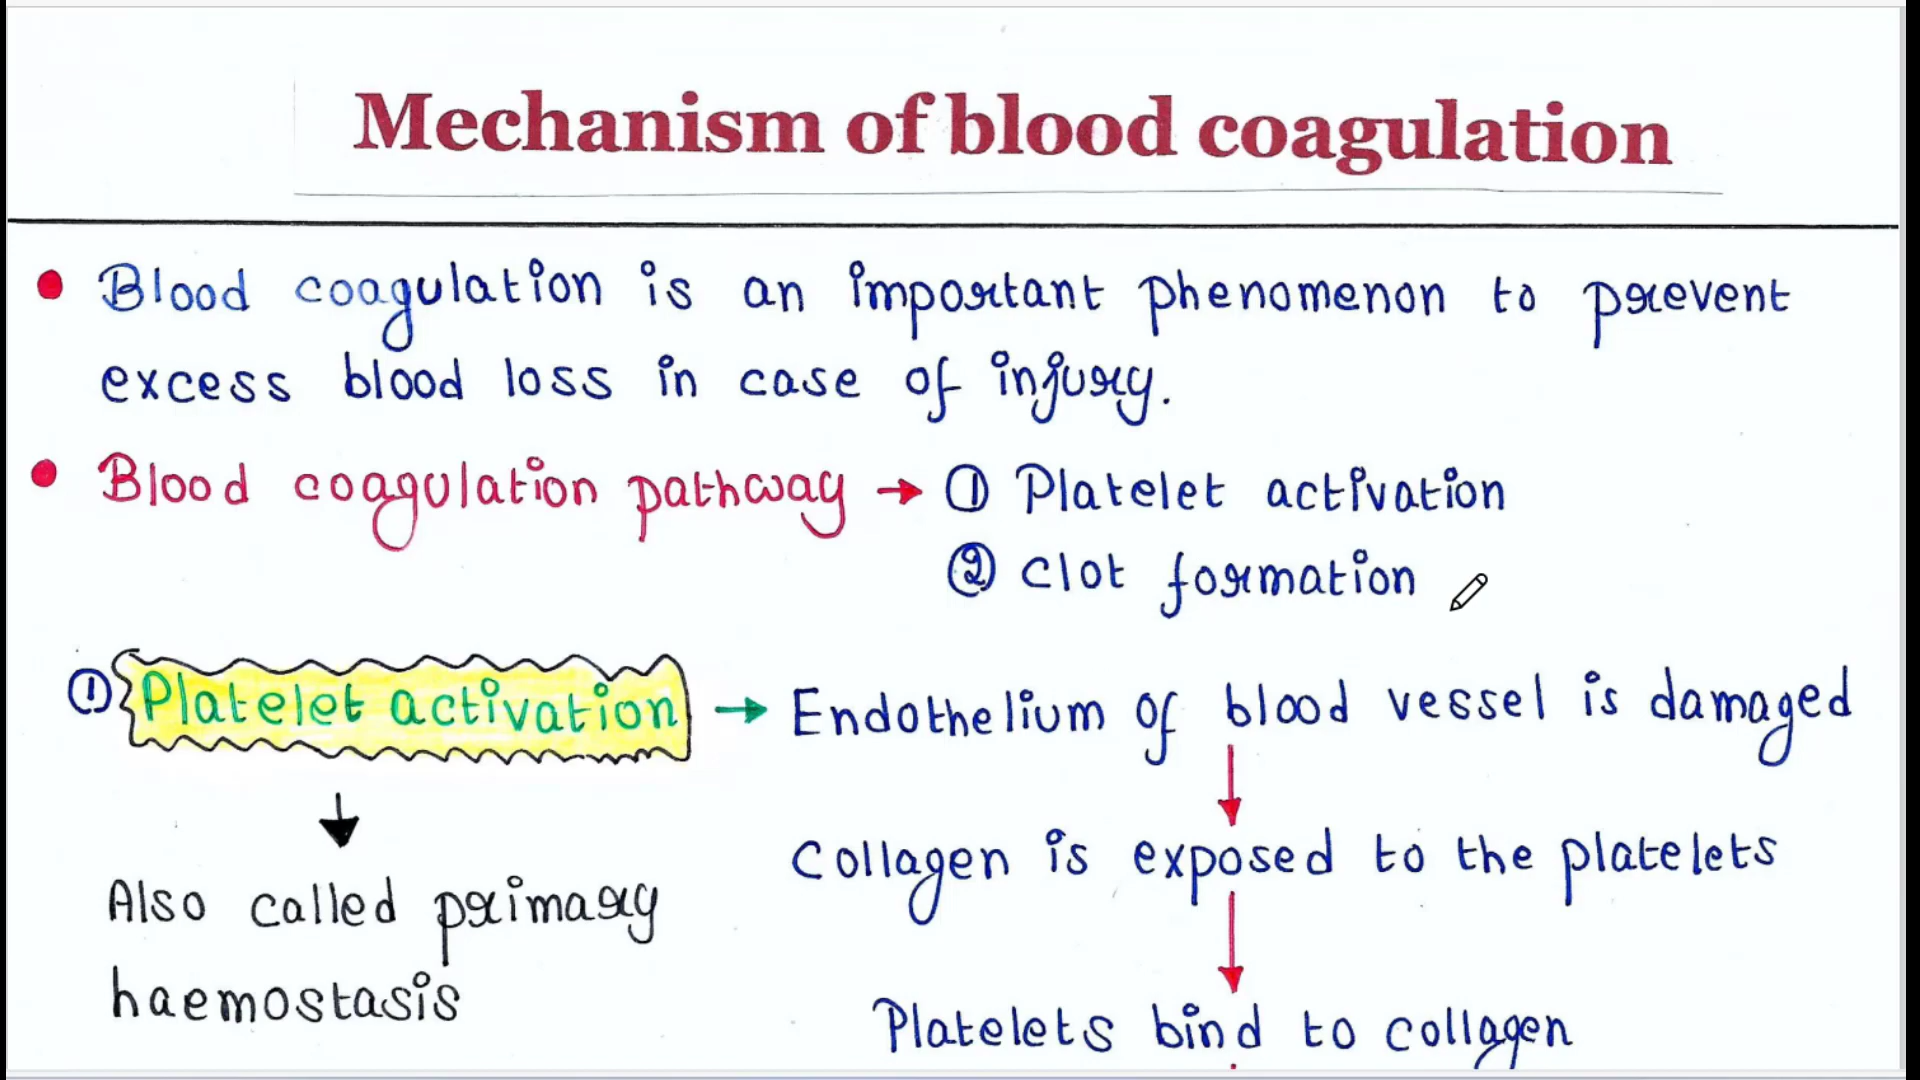 Mechanism of blood coagulation
• Blood coagulation is an important phenomenon to prevent
excess blood loss in case of injury.
• Blood coagulation pathway → ① Platelet activation
② Clot formation
① Platelet activation → Endothelium of blood vessel is damaged
↓
Collagen is exposed to the platelets
↓
Also called primary
haemostasis
↓
Platelets bind to collagen